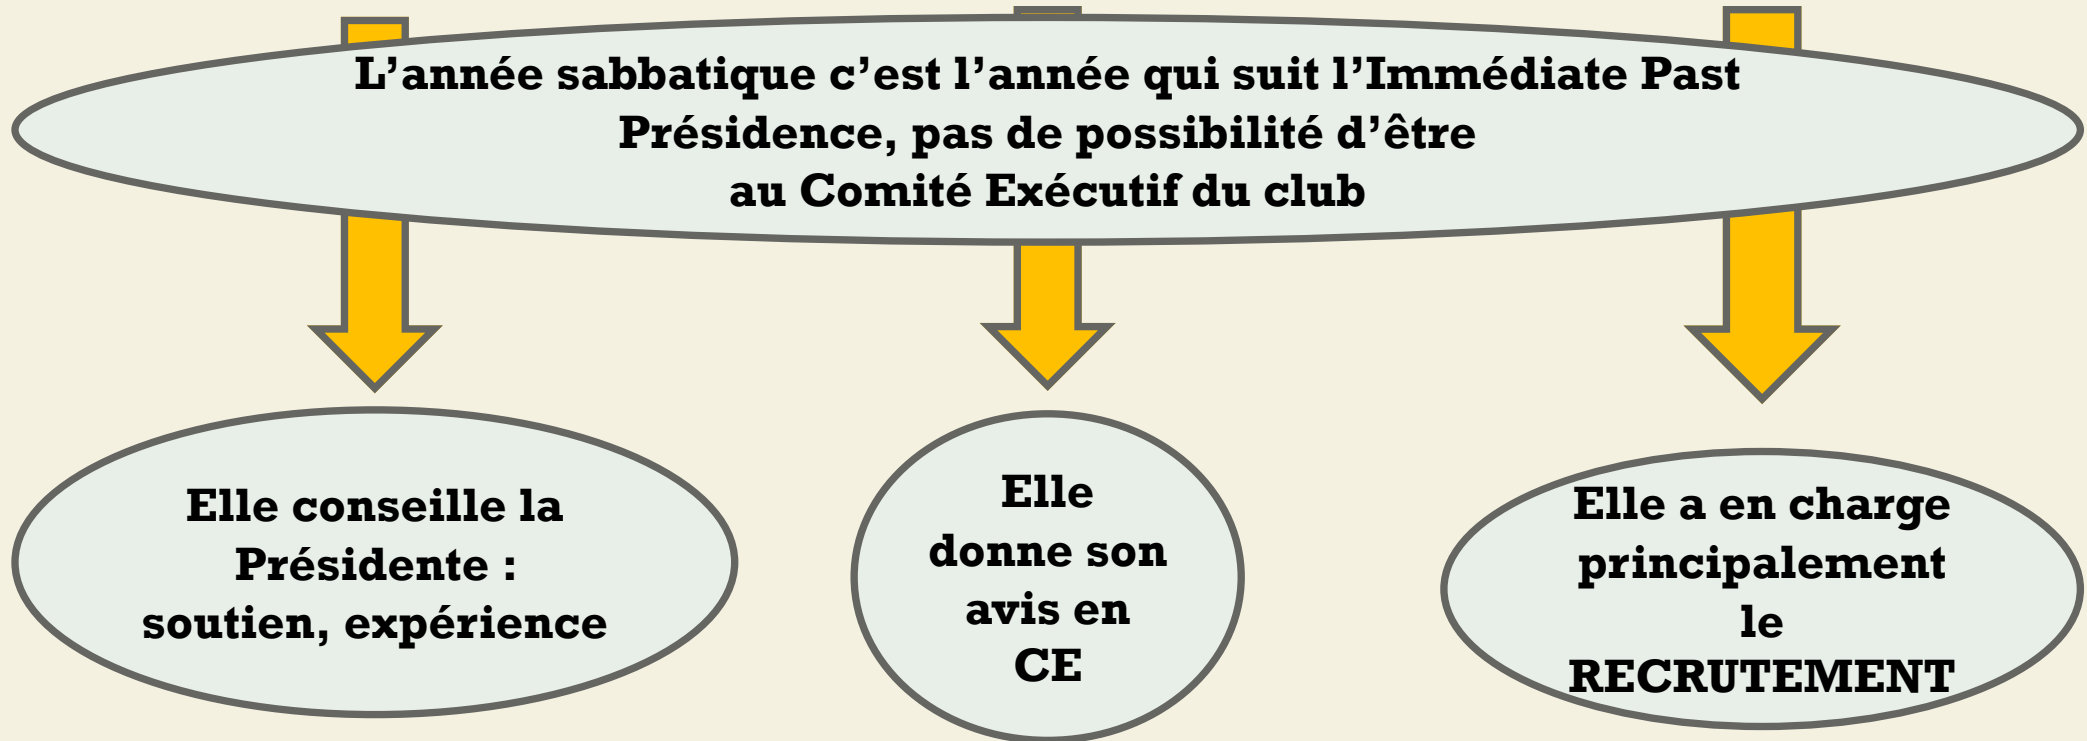 L’année sabbatique c’est l’année qui suit l’Immédiate Past
Présidence, pas de possibilité d’être
au Comité Exécutif du club
Elle conseille la
Présidente :
soutien, expérience
Elle
donne son
avis en
CE
Elle a en charge
principalement
le
RECRUTEMENT